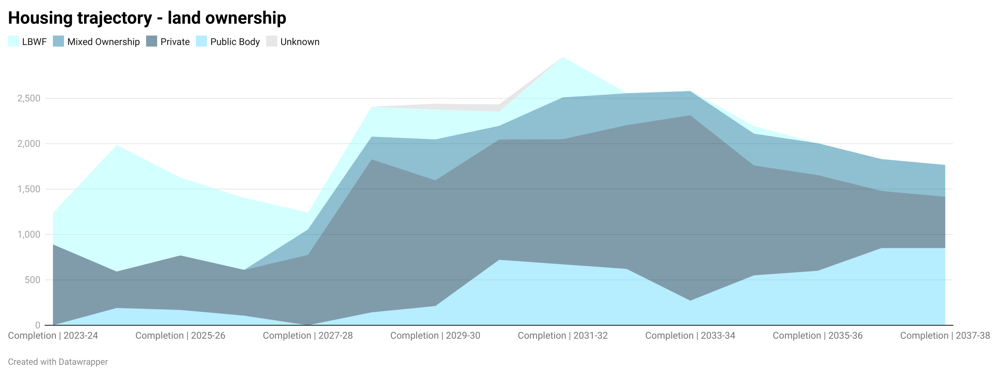 Housing trajectory - land ownership
LBWF Mixed Ownership Private Public Body Unknown
2,500
2,000
1,500
1,000
500
0
Completion | 2023-24 Completion | 2025-26 Completion | 2027-28 Completion | 2029-30 Completion | 2031-32 Completion | 2033-34 Completion | 2035-36 Completion | 2037-38
Created with Datawrapper